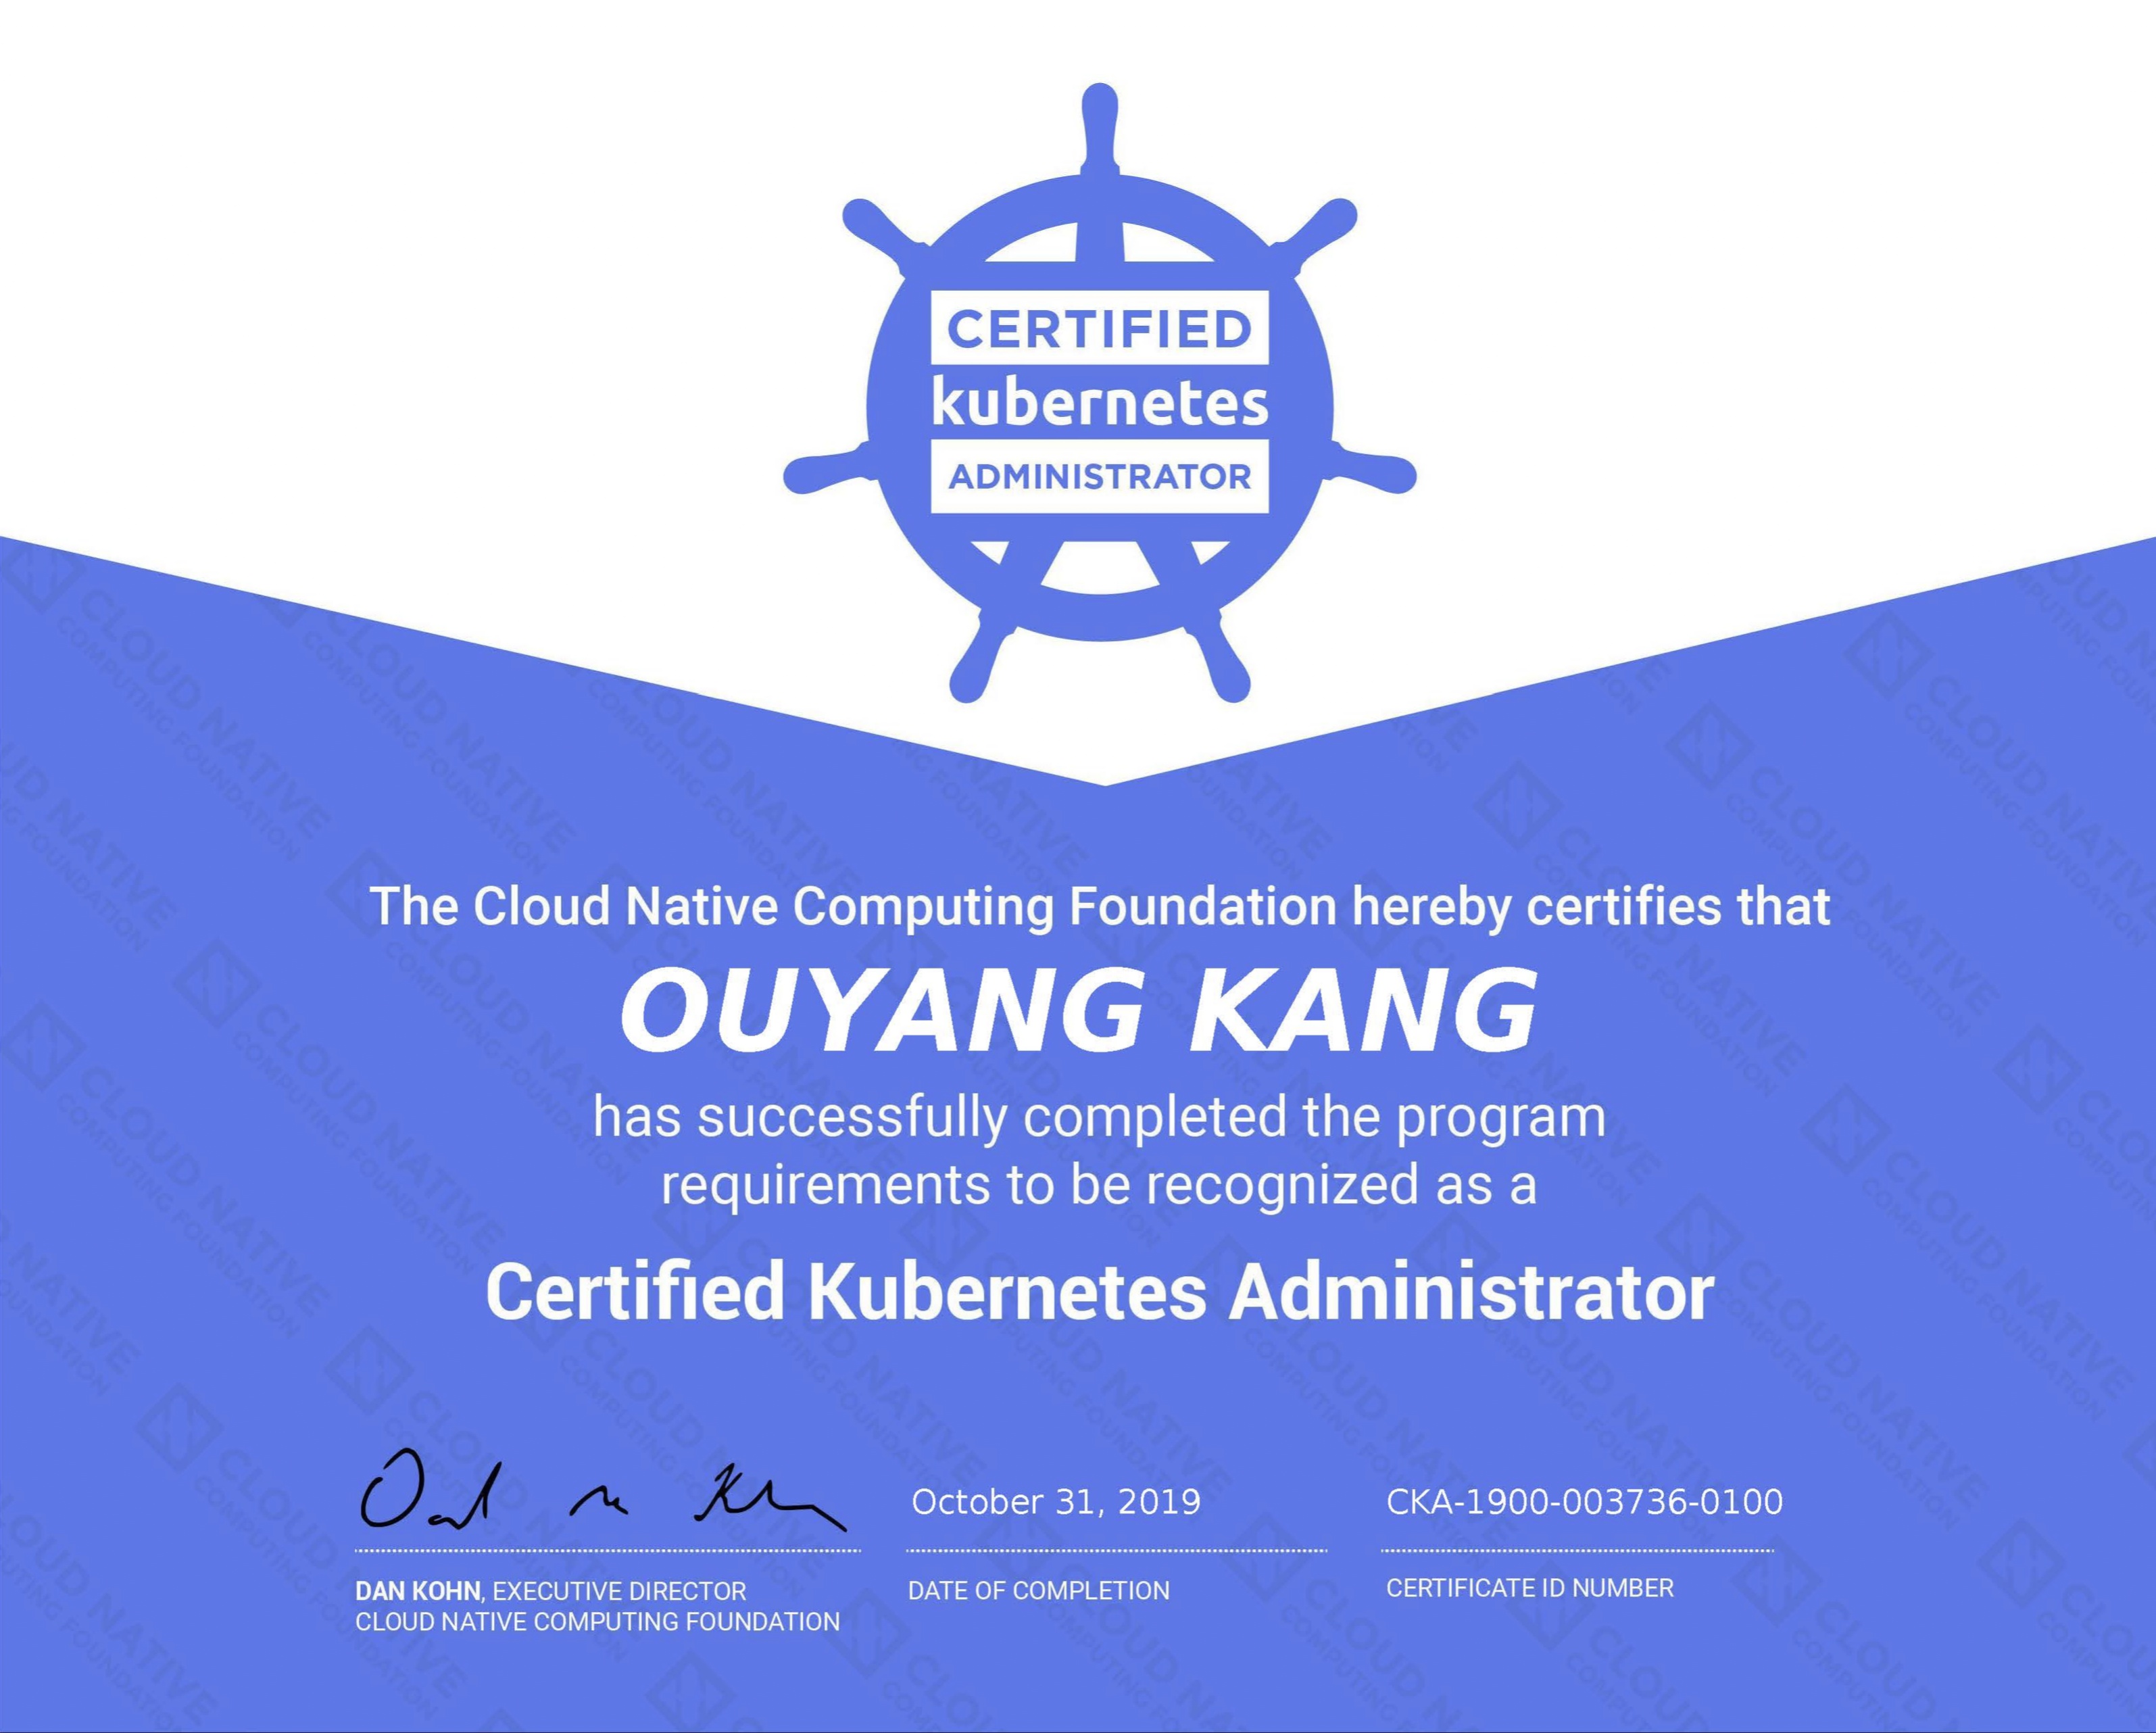 CERTIFIED
kubernetes
ADMINISTRATOR
The Cloud Native Computing Foundation hereby certifies that
OUYANG KANG
has successfully completed the program
requirements to be recognized as a
Certified Kubernetes Administrator
October 31, 2019
CKA-1900-003736-0100
DAN KOHN, EXECUTIVE DIRECTOR
CLOUD NATIVE COMPUTING FOUNDATION
DATE OF COMPLETION
CERTIFICATE ID NUMBER
CLOUD NATIVE
COMPUTING FOUNDATION